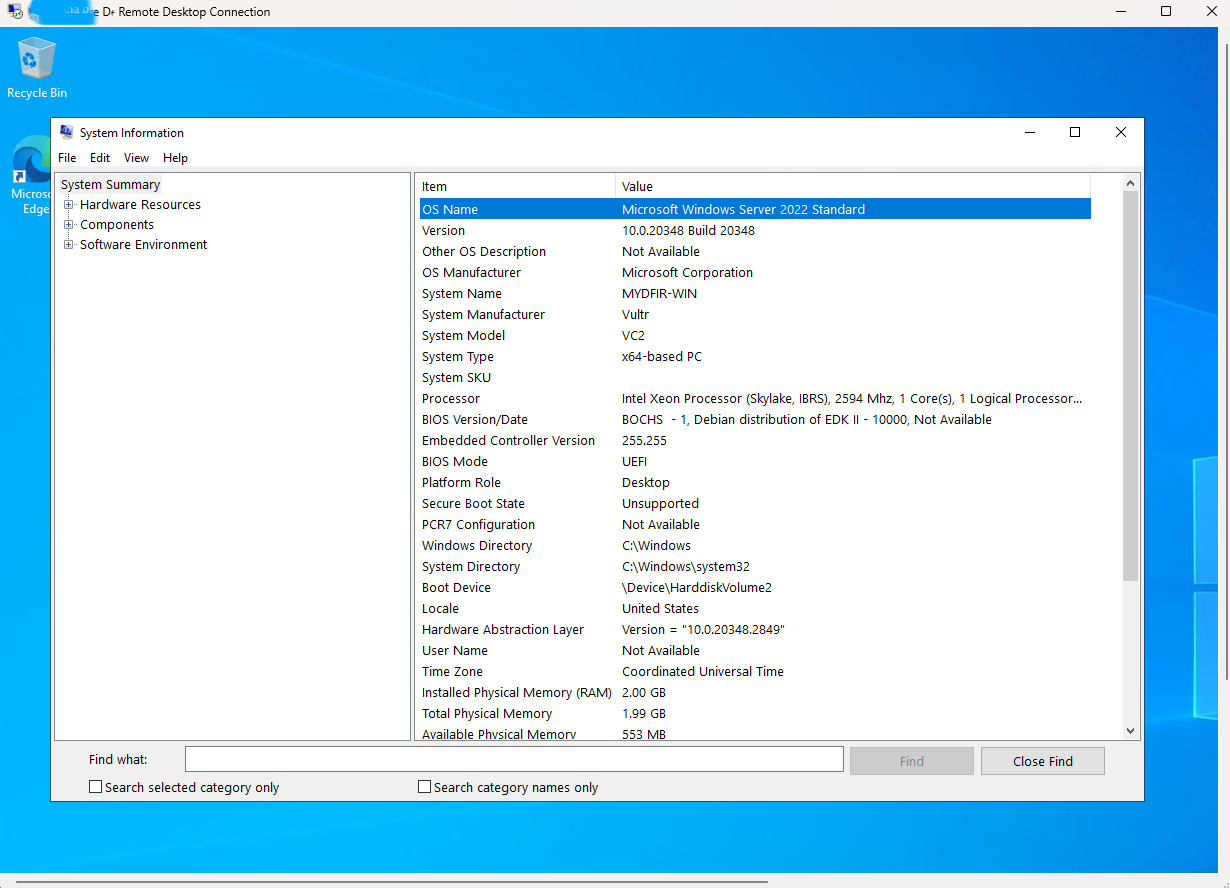 Remote Desktop Connection
Recycle Bin
System Information
File Edit View Help
Microso
Edge
System Summary
Hardware Resources
Components
Software Environment
Item Value
OS Name Microsoft Windows Server 2022 Standard
Version 10.0.20348 Build 20348
Other OS Description Not Available
OS Manufacturer Microsoft Corporation
System Name MYDFIR-WIN
System Manufacturer Vultr
System Model VC2
System Type x64-based PC
System SKU
Processor Intel Xeon Processor (Skylake, IBRS), 2594 Mhz, 1 Core(s), 1 Logical Processor...
BIOS Version/Date BOCHS - 1, Debian distribution of EDK II - 10000, Not Available
Embedded Controller Version 255.255
BIOS Mode UEFI
Platform Role Desktop
Secure Boot State Unsupported
PCR7 Configuration Not Available
Windows Directory C:\Windows
System Directory C:\Windows\system32
Boot Device \Device\HarddiskVolume2
Locale United States
Hardware Abstraction Layer Version = "10.0.20348.2849"
User Name Not Available
Time Zone Coordinated Universal Time
Installed Physical Memory (RAM) 2.00 GB
Total Physical Memory 1.99 GB
Available Physical Memory 553 MB
Find what: Find Close Find
Search selected category only Search category names only